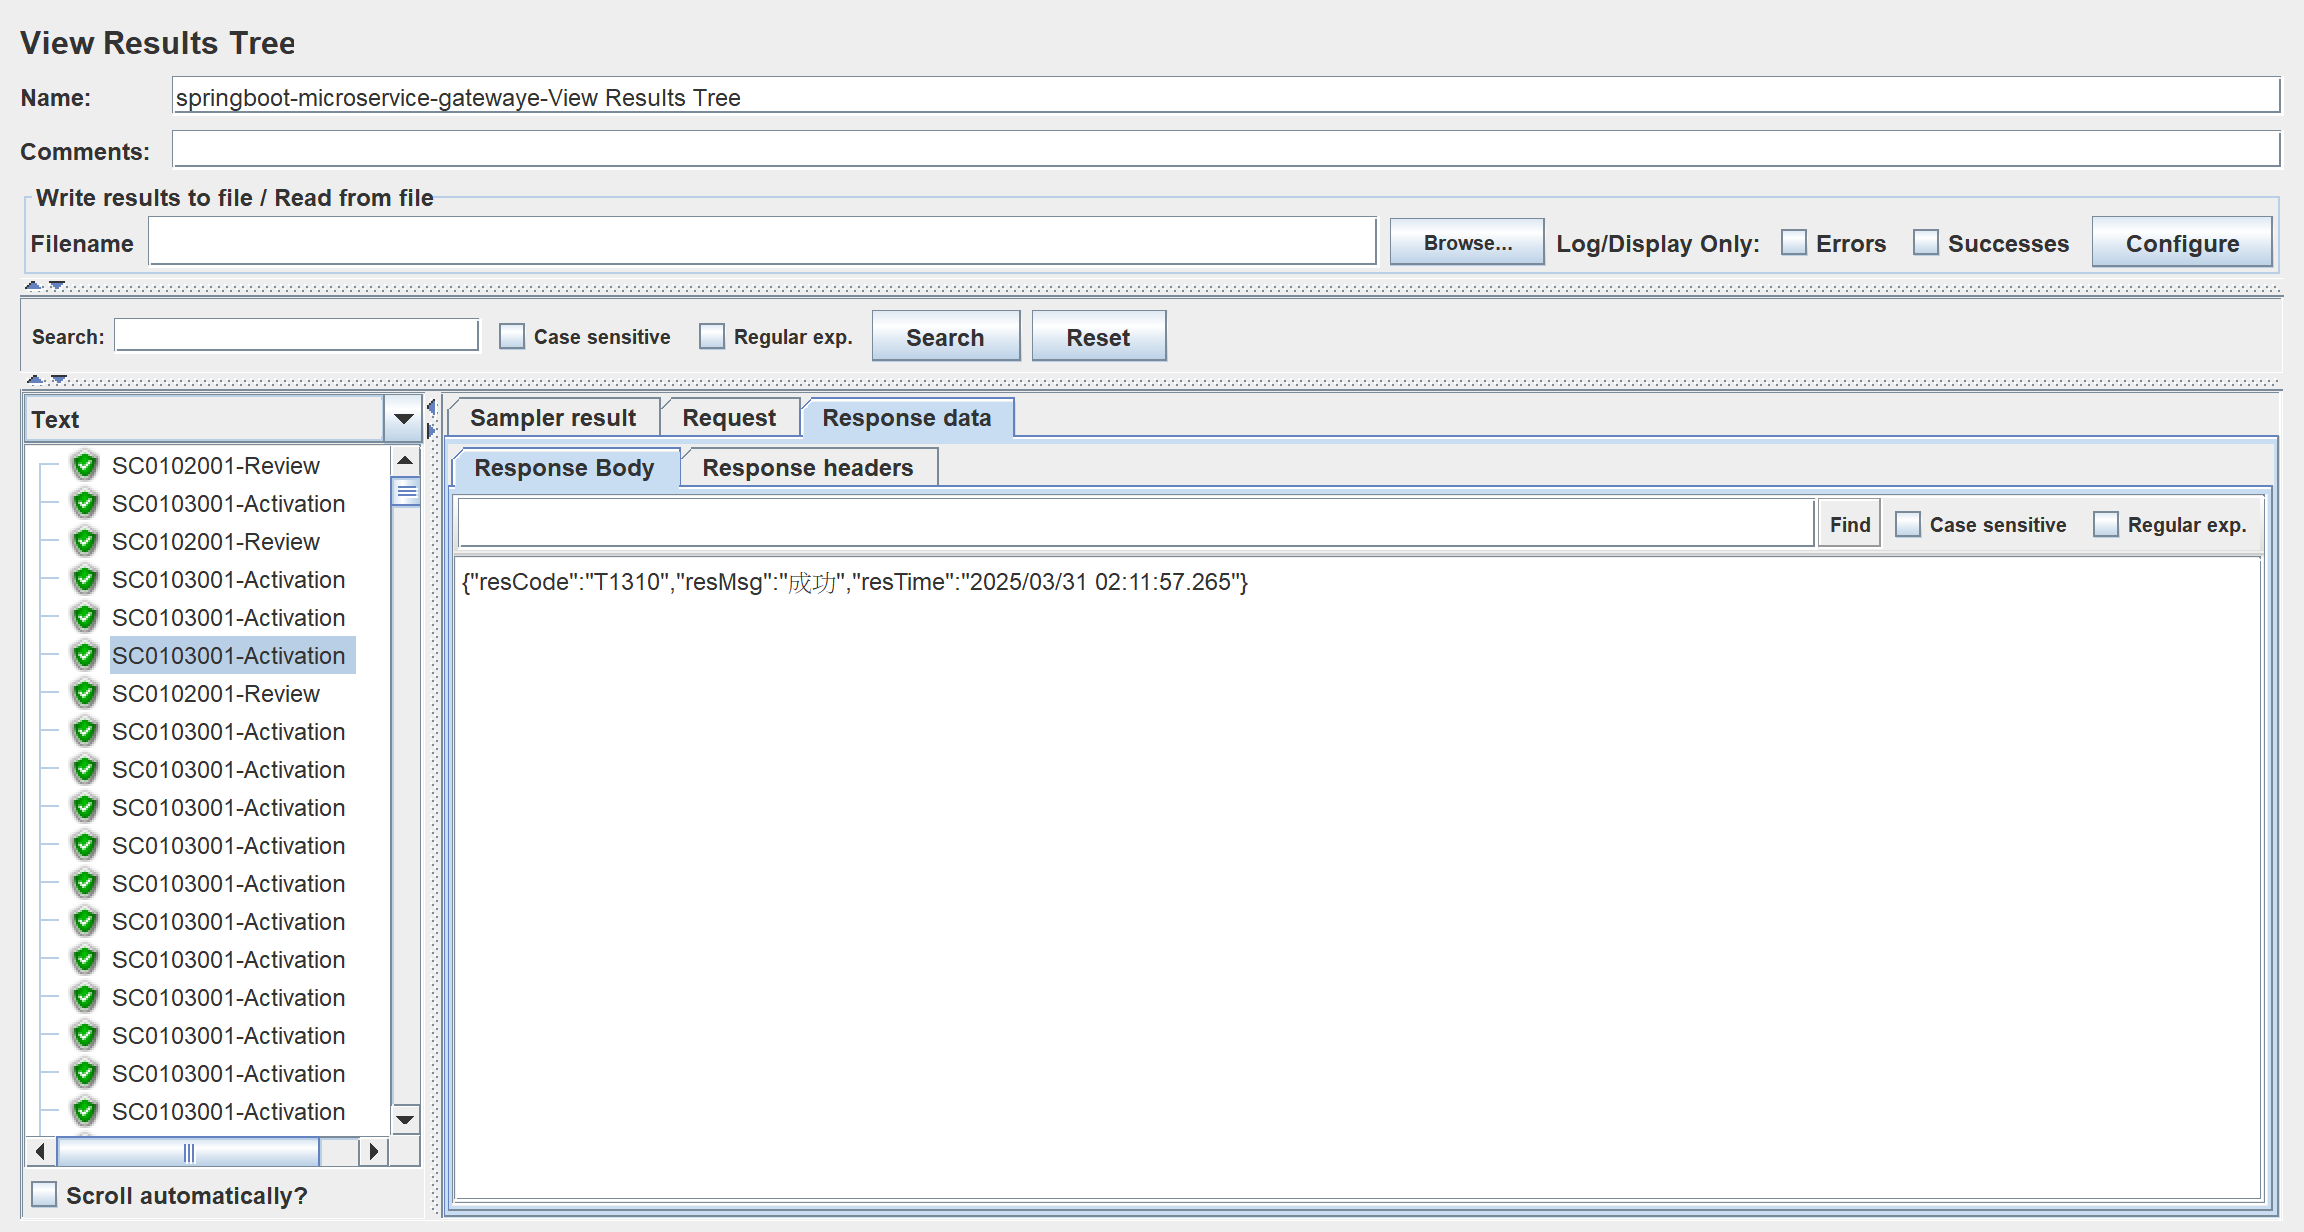 View Results Tree
Name: springboot-microservice-gatewaye-View Results Tree
Comments:
Write results to file / Read from file
Filename Browse... Log/Display Only: Errors Successes Configure
Search: Case sensitive Regular exp. Search Reset
Text
SC0102001-Review
SC0103001-Activation
SC0102001-Review
SC0103001-Activation
SC0103001-Activation
SC0103001-Activation
SC0102001-Review
SC0103001-Activation
SC0103001-Activation
SC0103001-Activation
SC0103001-Activation
SC0103001-Activation
SC0103001-Activation
SC0103001-Activation
SC0103001-Activation
SC0103001-Activation
SC0103001-Activation
SC0103001-Activation
Scroll automatically?
Sampler result Request Response data
Response Body Response headers
Find Case sensitive Regular exp.
{"resCode":"T1310","resMsg":"成功","resTime":"2025/03/31 02:11:57.265"}